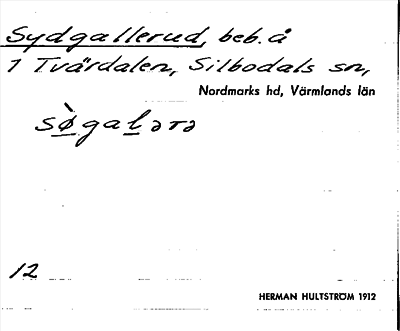 Sydgallerud, beb. å
1 Tvärdalen, Silbodals sn,
Nordmarks hd, Värmlands län
sø̀galərə
12
HERMAN HULTSTRÖM 1912